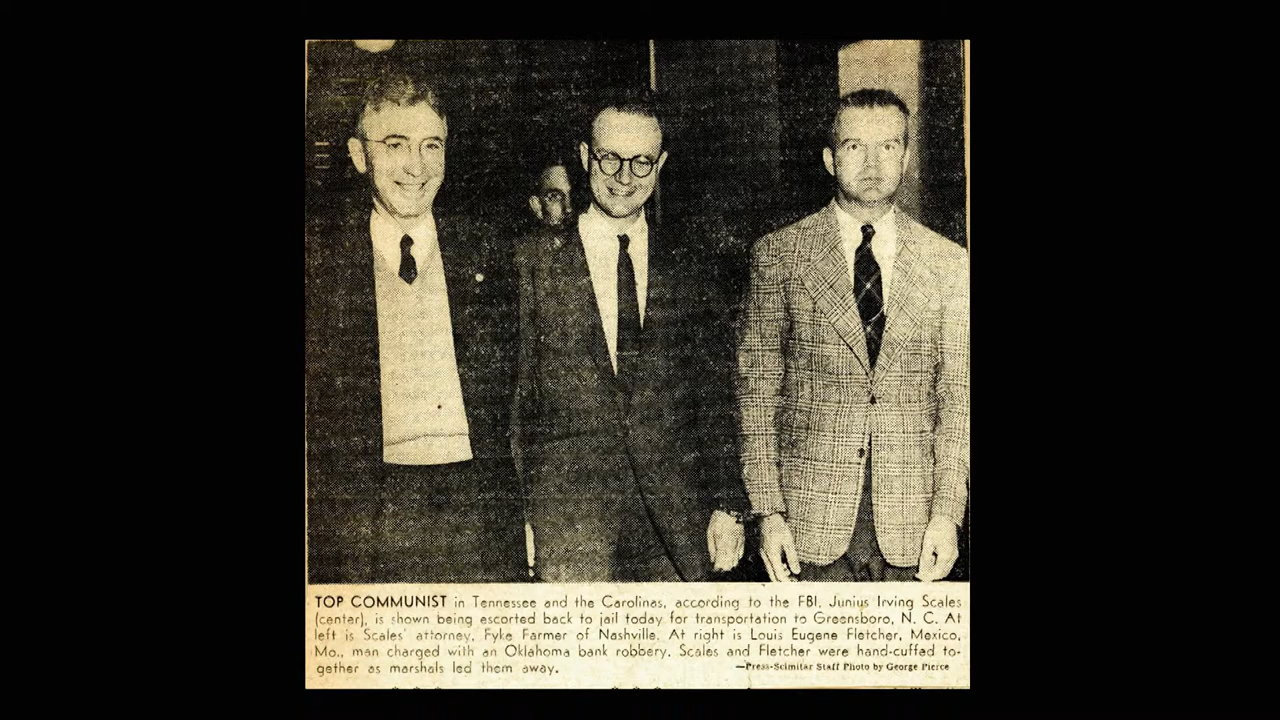 TOP COMMUNIST in Tennessee and the Carolinas, according to the FBI, Junius Irving Scales
(center), is shown being escorted back to jail today for transportation to Greensboro, N. C. At
left is Scales' attorney, Fyke Farmer of Nashville. At right is Louis Eugene Fletcher, Mexico,
Mo., man charged with an Oklahoma bank robbery. Scales and Fletcher were hand-cuffed to-
gether as marshals led them away.
—Press-Scimitar Staff Photo by George Pierce